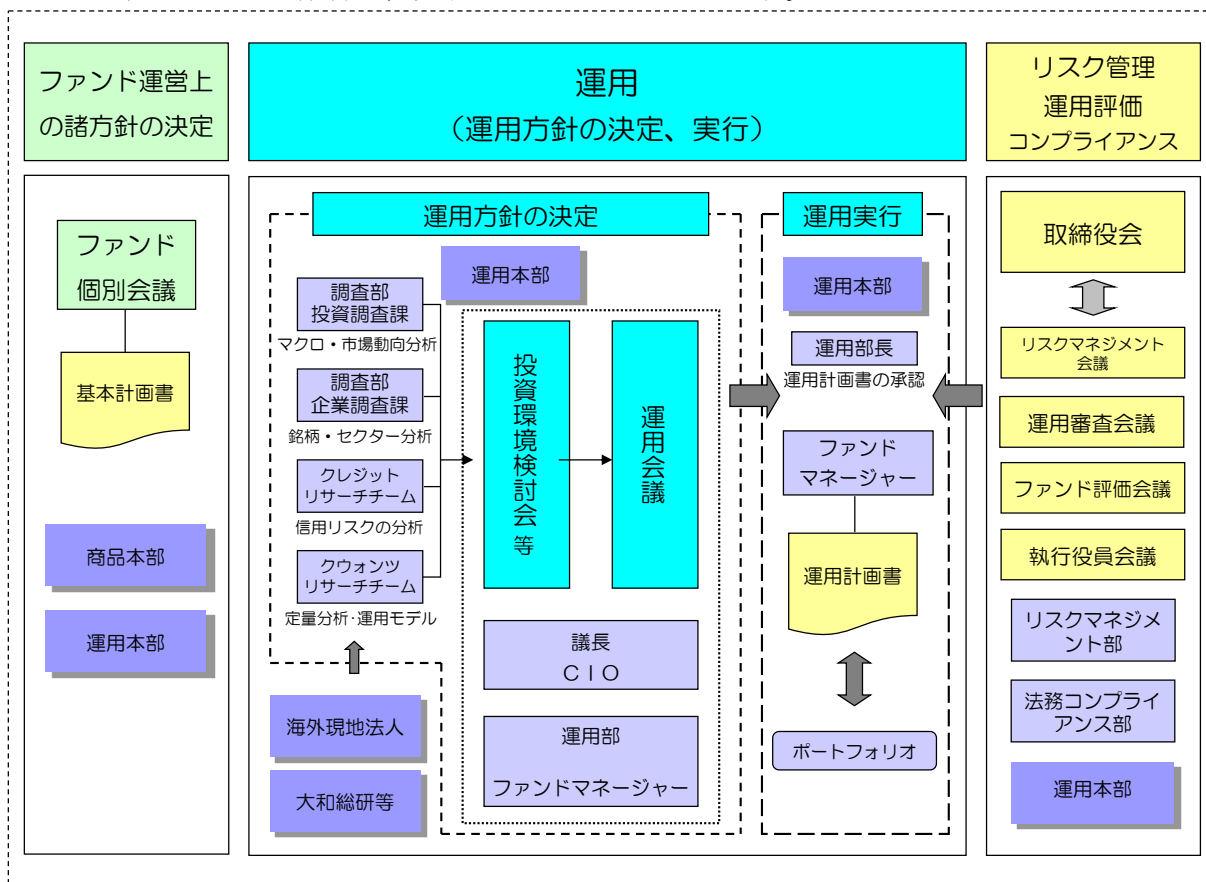 ファンド運営上
の諸方針の決定
運用
(運用方針の決定、実行)
リスク管理
運用評価
コンプライアンス
ファンド
個別会議
基本計画書
商品本部
運用本部
運用方針の決定
運用本部
調査部
投資調査課
マクロ・市場動向分析
調査部
企業調査課
銘柄・セクター分析
クレジット
リサーチチーム
信用リスクの分析
クウォンツ
リサーチチーム
定量分析・運用モデル
海外現地法人
大和総研等
投資環境検討会等
運用会議
議長
CIO
運用部
ファンドマネージャー
運用実行
運用本部
運用部長
運用計画書の承認
ファンド
マネージャー
運用計画書
ポートフォリオ
取締役会
リスクマネジメント
会議
運用審査会議
ファンド評価会議
執行役員会議
リスクマネジメ
ント部
法務コンプライ
アンス部
運用本部